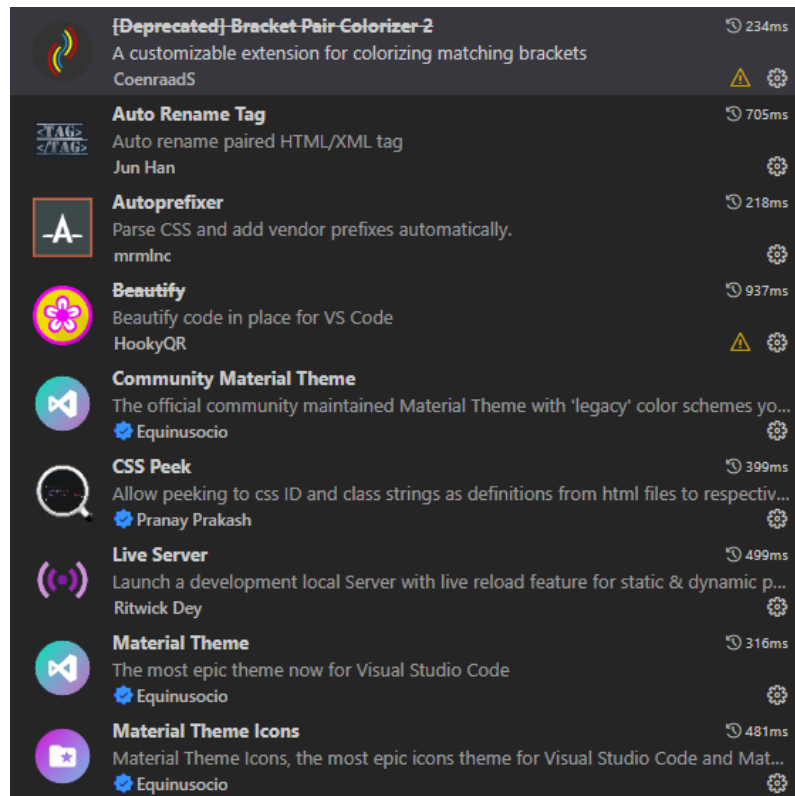 [Deprecated] Bracket Pair Colorizer 2 234ms
A customizable extension for colorizing matching brackets
CoenraadS
<TAG>
</TAG>
Auto Rename Tag 705ms
Auto rename paired HTML/XML tag
Jun Han
-A-
Autoprefixer 218ms
Parse CSS and add vendor prefixes automatically.
mrmlnc
Beautify 937ms
Beautify code in place for VS Code
HookyQR
Community Material Theme
The official community maintained Material Theme with 'legacy' color schemes yo...
Equinusocio
CSS Peek 399ms
Allow peeking to css ID and class strings as definitions from html files to respectiv...
Pranay Prakash
Live Server 499ms
Launch a development local Server with live reload feature for static & dynamic p...
Ritwick Dey
Material Theme 316ms
The most epic theme now for Visual Studio Code
Equinusocio
Material Theme Icons 481ms
Material Theme Icons, the most epic icons theme for Visual Studio Code and Mat...
Equinusocio